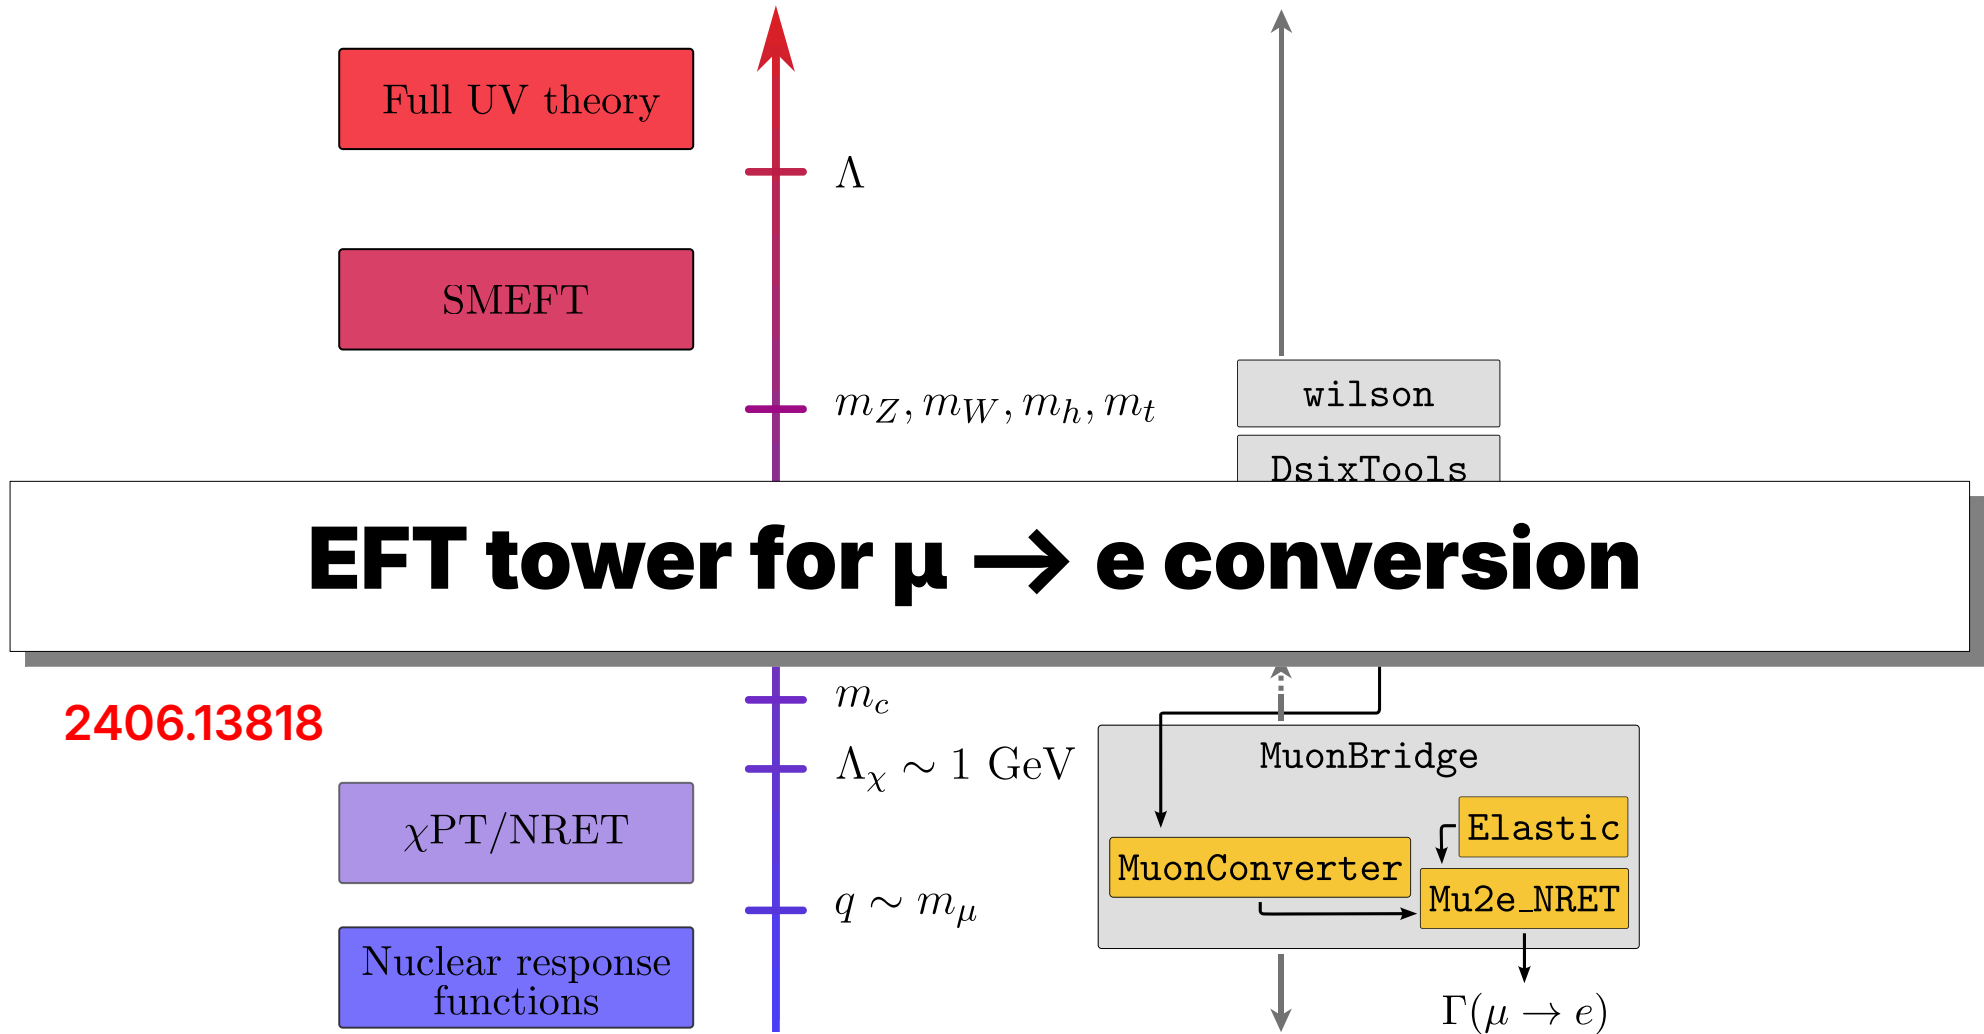 Full UV theory
Λ
SMEFT
m_Z, m_W, m_h, m_t
wilson
DsixTools
EFT tower for μ → e conversion
2406.13818
m_c
Λ_χ ∼ 1 GeV
MuonBridge
χPT/NRET
Elastic
MuonConverter
Mu2e_NRET
q ∼ m_μ
Nuclear response
functions
Γ(μ → e)